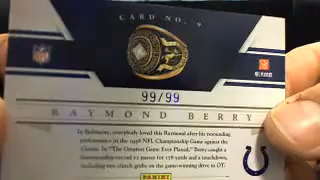 CARD NO. 9
NFL
99/99
RAYMOND BERRY
In Baltimore, everybody loved this Raymond after his resounding
performance at the 1958 NFL Championship Game against the
Giants. In "The Greatest Game Ever Played," Berry caught a
championship-record 12 passes for 178 yards and a touchdown,
including two clutch grabs on the game-winning drive in OT.
PANINI